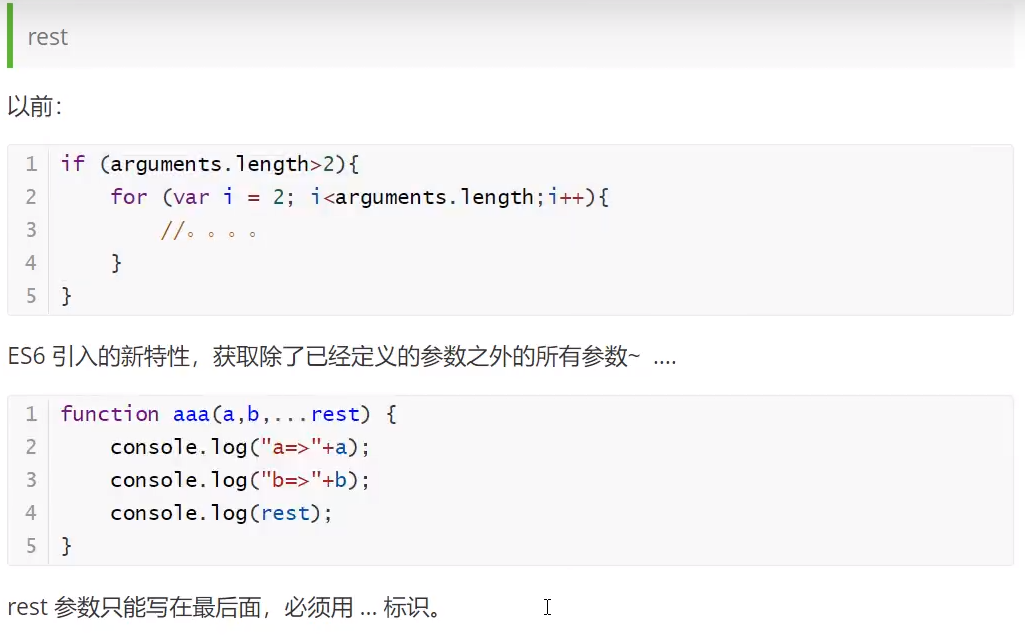 rest
以前：
1 if (arguments.length>2){
2     for (var i = 2; i<arguments.length;i++){
3         //。。。。
4     }
5 }
ES6 引入的新特性，获取除了已经定义的参数之外的所有参数~ ....
1 function aaa(a,b,...rest) {
2     console.log("a=>"+a);
3     console.log("b=>"+b);
4     console.log(rest);
5 }
rest 参数只能写在最后面，必须用 ... 标识。